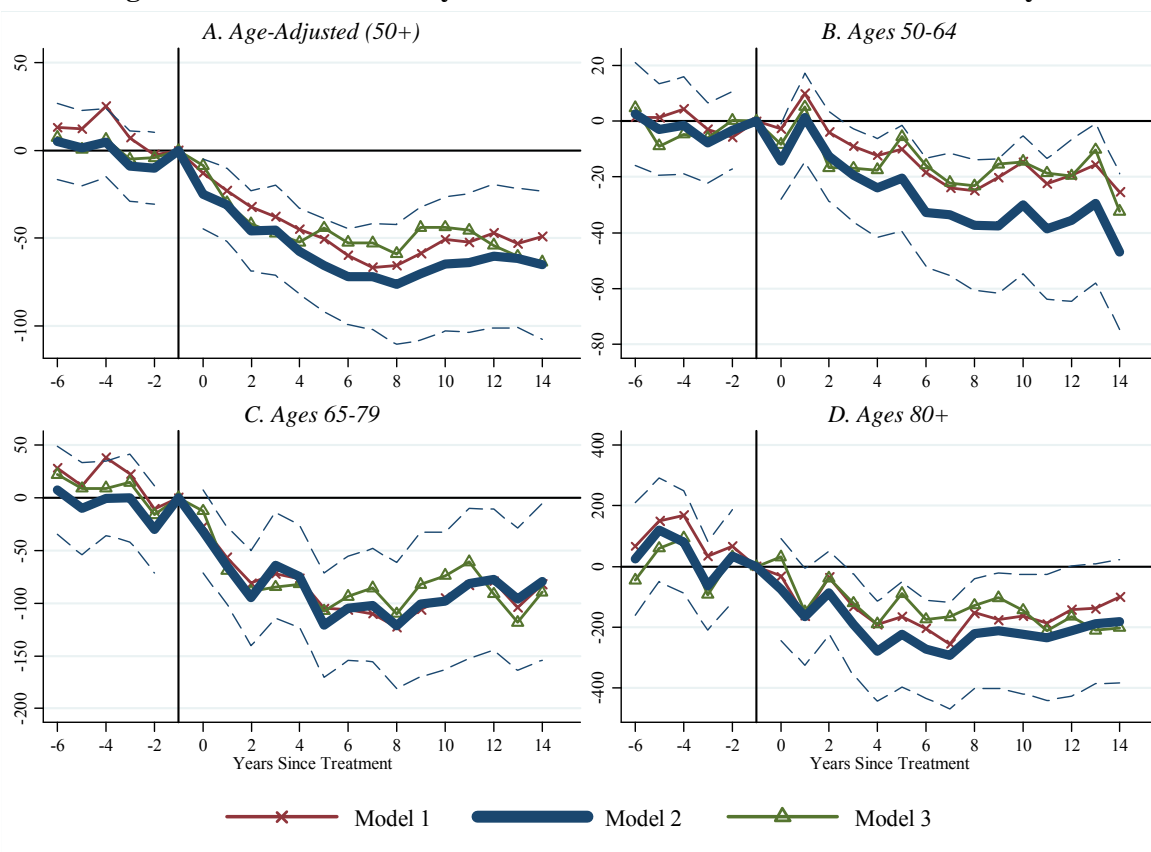 A. Age-Adjusted (50+)
50
0
-50
-100
-6 -4 -2 0 2 4 6 8 10 12 14
B. Ages 50-64
20
0
-20
-40
-60
-80
-6 -4 -2 0 2 4 6 8 10 12 14
C. Ages 65-79
50
0
-50
-100
-150
-200
-6 -4 -2 0 2 4 6 8 10 12 14
Years Since Treatment
D. Ages 80+
400
200
0
-200
-400
-6 -4 -2 0 2 4 6 8 10 12 14
Years Since Treatment
Model 1 Model 2 Model 3